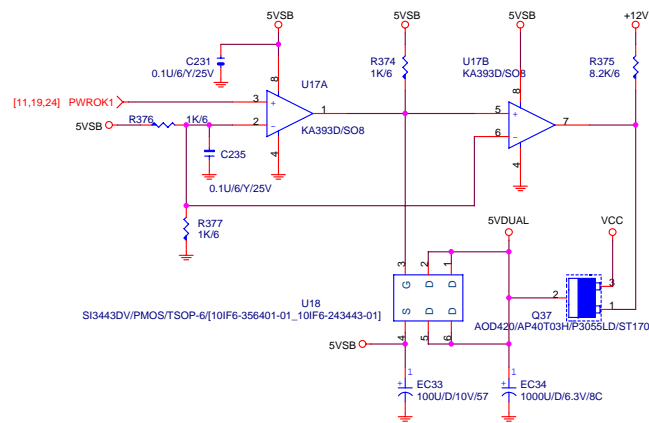 5VSB 5VSB 5VSB +12V
C231
0.1U/6/Y/25V
R374
1K/6
U17B
KA393D/SO8
R375
8.2K/6
U17A
8
8
[11,19,24] PWROK1
3
+
1
5
+
7
5VSB
R376
1K/6
2
-
KA393D/SO8
6
-
C235
4
4
0.1U/6/Y/25V
R377
1K/6
5VDUAL
VCC
3
2
1
G
D
D
S
D
D
4
5
6
U18
SI3443DV/PMOS/TSOP-6/[10IF6-356401-01_10IF6-243443-01]
2
3
1
Q37
AOD420/AP40T03H/P3055LD/ST170
5VSB
1
+
EC33
100U/D/10V/57
1
+
EC34
1000U/D/6.3V/8C